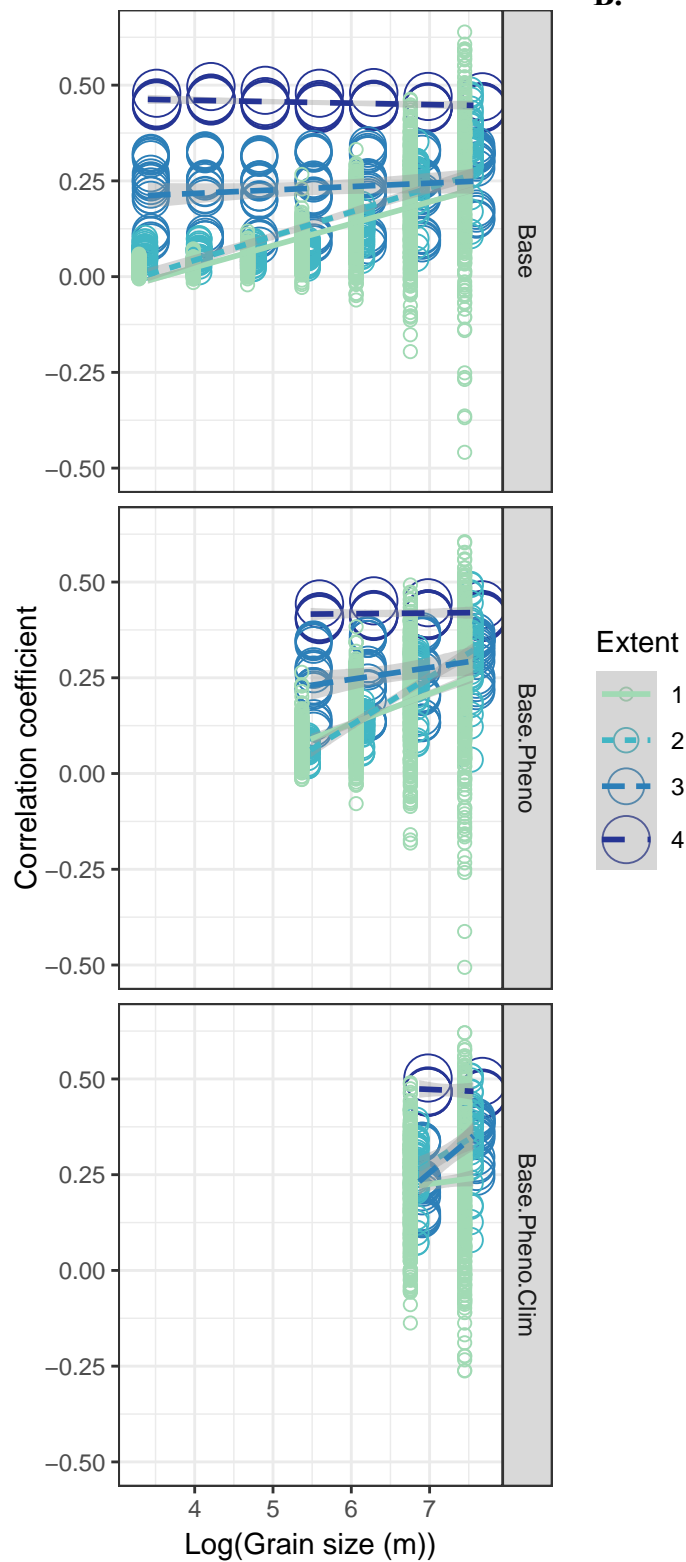 B.
0.50
0.25
0.00
−0.25
−0.50
Base
0.50
0.25
0.00
−0.25
−0.50
Base.Pheno
0.50
0.25
0.00
−0.25
−0.50
Base.Pheno.Clim
4 5 6 7
Log(Grain size (m))
Correlation coefficient
Extent
1
2
3
4